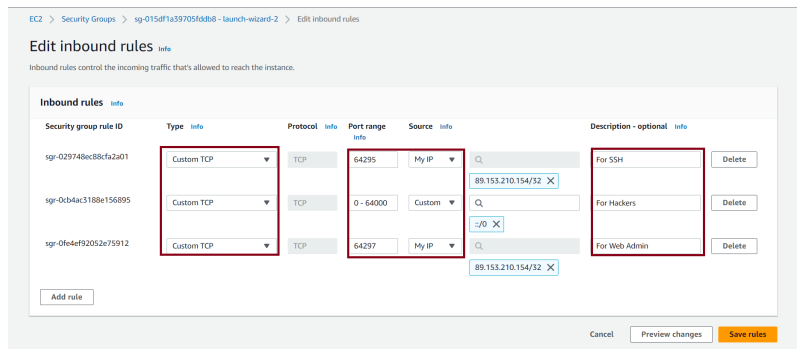 EC2 > Security Groups > sg-015df1a39705fddb8 - launch-wizard-2 > Edit inbound rules
Edit inbound rules Info
Inbound rules control the incoming traffic that's allowed to reach the instance.
Inbound rules Info
Security group rule ID Type Info Protocol Info Port range Info Source Info Description - optional Info
sgr-029748ec88cfa2a01 Custom TCP TCP 64295 My IP For SSH Delete
89.153.210.154/32
sgr-0cb4ac3188e156895 Custom TCP TCP 0 - 64000 Custom For Hackers Delete
::/0
sgr-0fe4ef92052e75912 Custom TCP TCP 64297 My IP For Web Admin Delete
89.153.210.154/32
Add rule
Cancel Preview changes Save rules